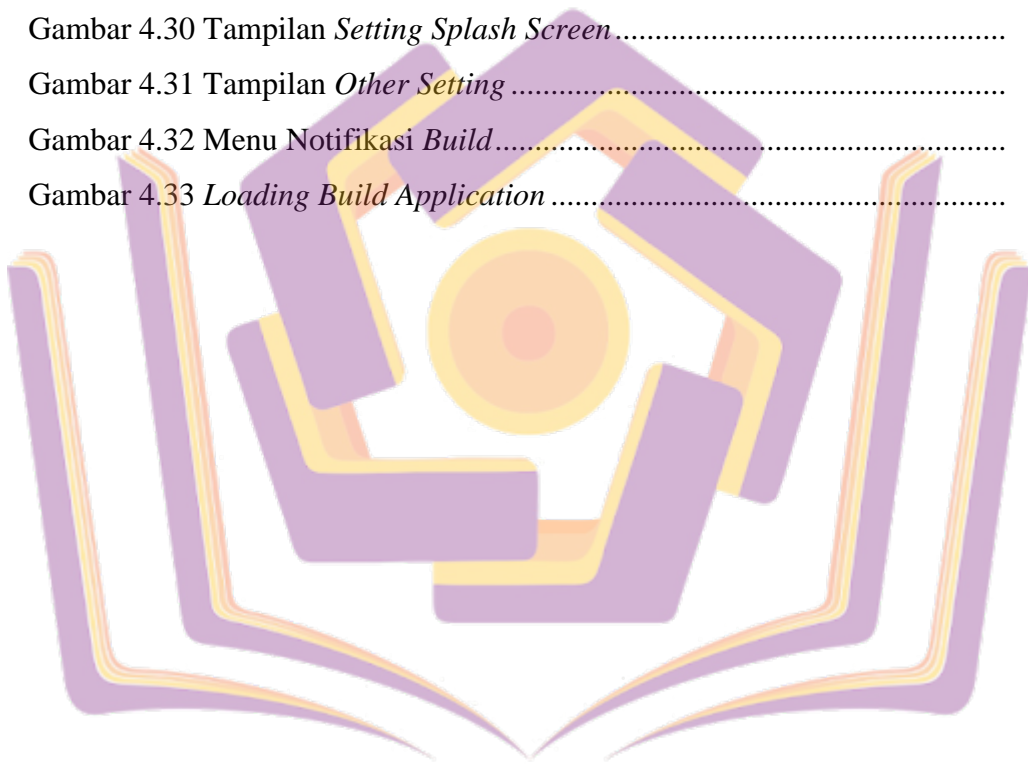 Gambar 4.30 Tampilan Setting Splash Screen..................................................................
Gambar 4.31 Tampilan Other Setting ...................................................................................
Gambar 4.32 Menu Notifikasi Build......................................................................................
Gambar 4.33 Loading Build Application .............................................................................